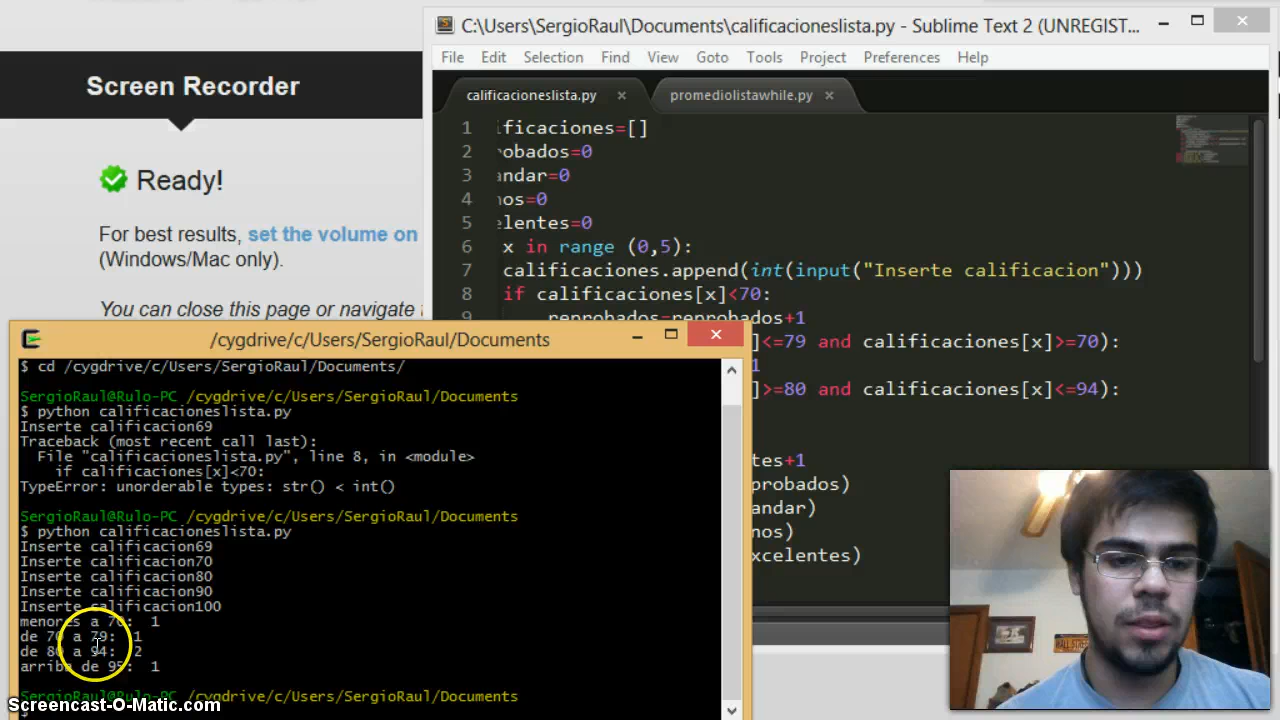 Screen Recorder
Ready!
For best results, set the volume on
(Windows/Mac only).
You can close this page or navigate
C:\Users\SergioRaul\Documents\calificacioneslista.py - Sublime Text 2 (UNREGIST...
File Edit Selection Find View Goto Tools Project Preferences Help
calificacioneslista.py × promediolistawhile.py ×
1 ificaciones=[]
2 robados=0
3 andar=0
4 nos=0
5 elentes=0
6 x in range (0,5):
7 calificaciones.append(int(input("Inserte calificacion")))
8 if calificaciones[x]<70:
9 reprobados=reprobados+1
]<=79 and calificaciones[x]>=70):
1
]>=80 and calificaciones[x]<=94):
tes+1
probados)
andar)
nos)
xcelentes)
/cygdrive/c/Users/SergioRaul/Documents
$ cd /cygdrive/c/Users/SergioRaul/Documents/
SergioRaul@Rulo-PC /cygdrive/c/Users/SergioRaul/Documents
$ python calificacioneslista.py
Inserte calificacion69
Traceback (most recent call last):
File "calificacioneslista.py", line 8, in <module>
if calificaciones[x]<70:
TypeError: unorderable types: str() < int()
SergioRaul@Rulo-PC /cygdrive/c/Users/SergioRaul/Documents
$ python calificacioneslista.py
Inserte calificacion69
Inserte calificacion70
Inserte calificacion80
Inserte calificacion90
Inserte calificacion100
menores a 70: 1
de 70 a 79: 1
de 80 a 94: 2
arriba de 95: 1
SergioRaul@Rulo-PC /cygdrive/c/Users/SergioRaul/Documents
$
Screencast-O-Matic.com